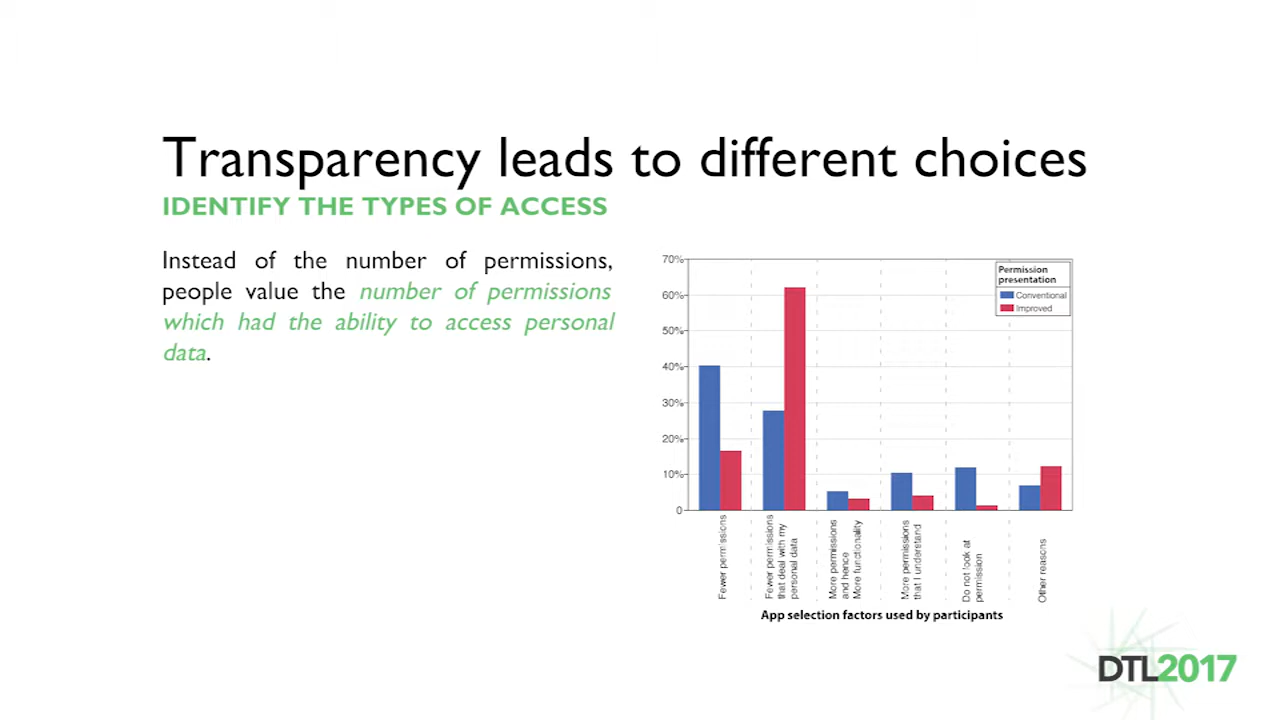 Transparency leads to different choices
IDENTIFY THE TYPES OF ACCESS
Instead of the number of permissions,
people value the number of permissions
which had the ability to access personal
data.
70%
60%
50%
40%
30%
20%
10%
0
Permission
presentation
Conventional
Improved
Fewer permissions
Fewer permissions
that deal with my
personal data
More permissions
and hence
More functionality
More permissions
that I understand
Do not look at
permission
Other reasons
App selection factors used by participants
DTL2017